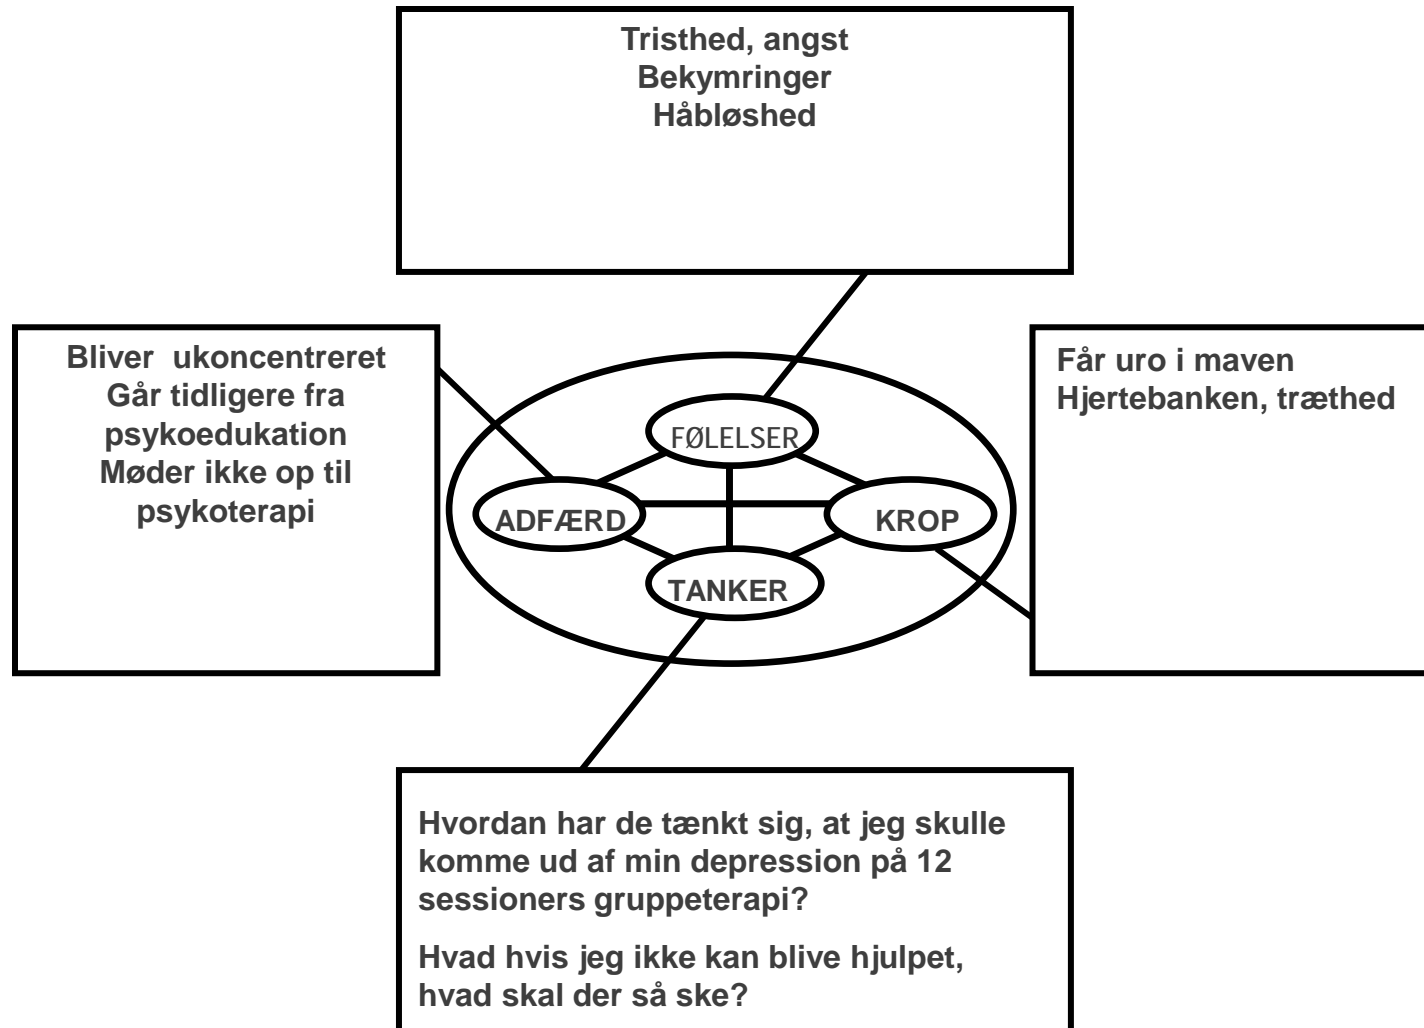 Tristhed, angst
Bekymringer
Håbløshed
Bliver  ukoncentreret
Går tidligere fra
psykoedukation
Møder ikke op til
psykoterapi
Får uro i maven
Hjertebanken, træthed
FØLELSER
ADFÆRD
KROP
TANKER
Hvordan har de tænkt sig, at jeg skulle
komme ud af min depression på 12
sessioners gruppeterapi?
Hvad hvis jeg ikke kan blive hjulpet,
hvad skal der så ske?